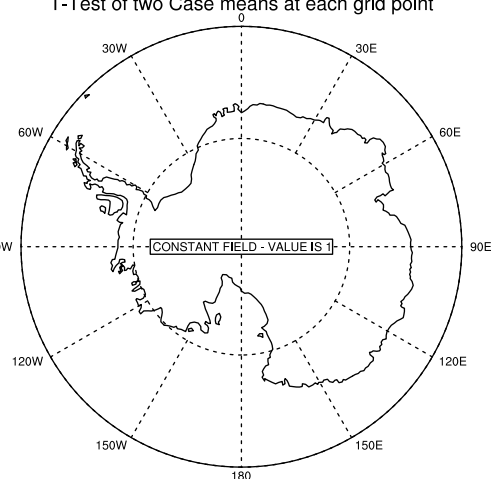 T-Test of two Case means at each grid point
0
30W 30E
60W 60E
0W CONSTANT FIELD - VALUE IS 1 90E
120W 120E
150W 150E
180